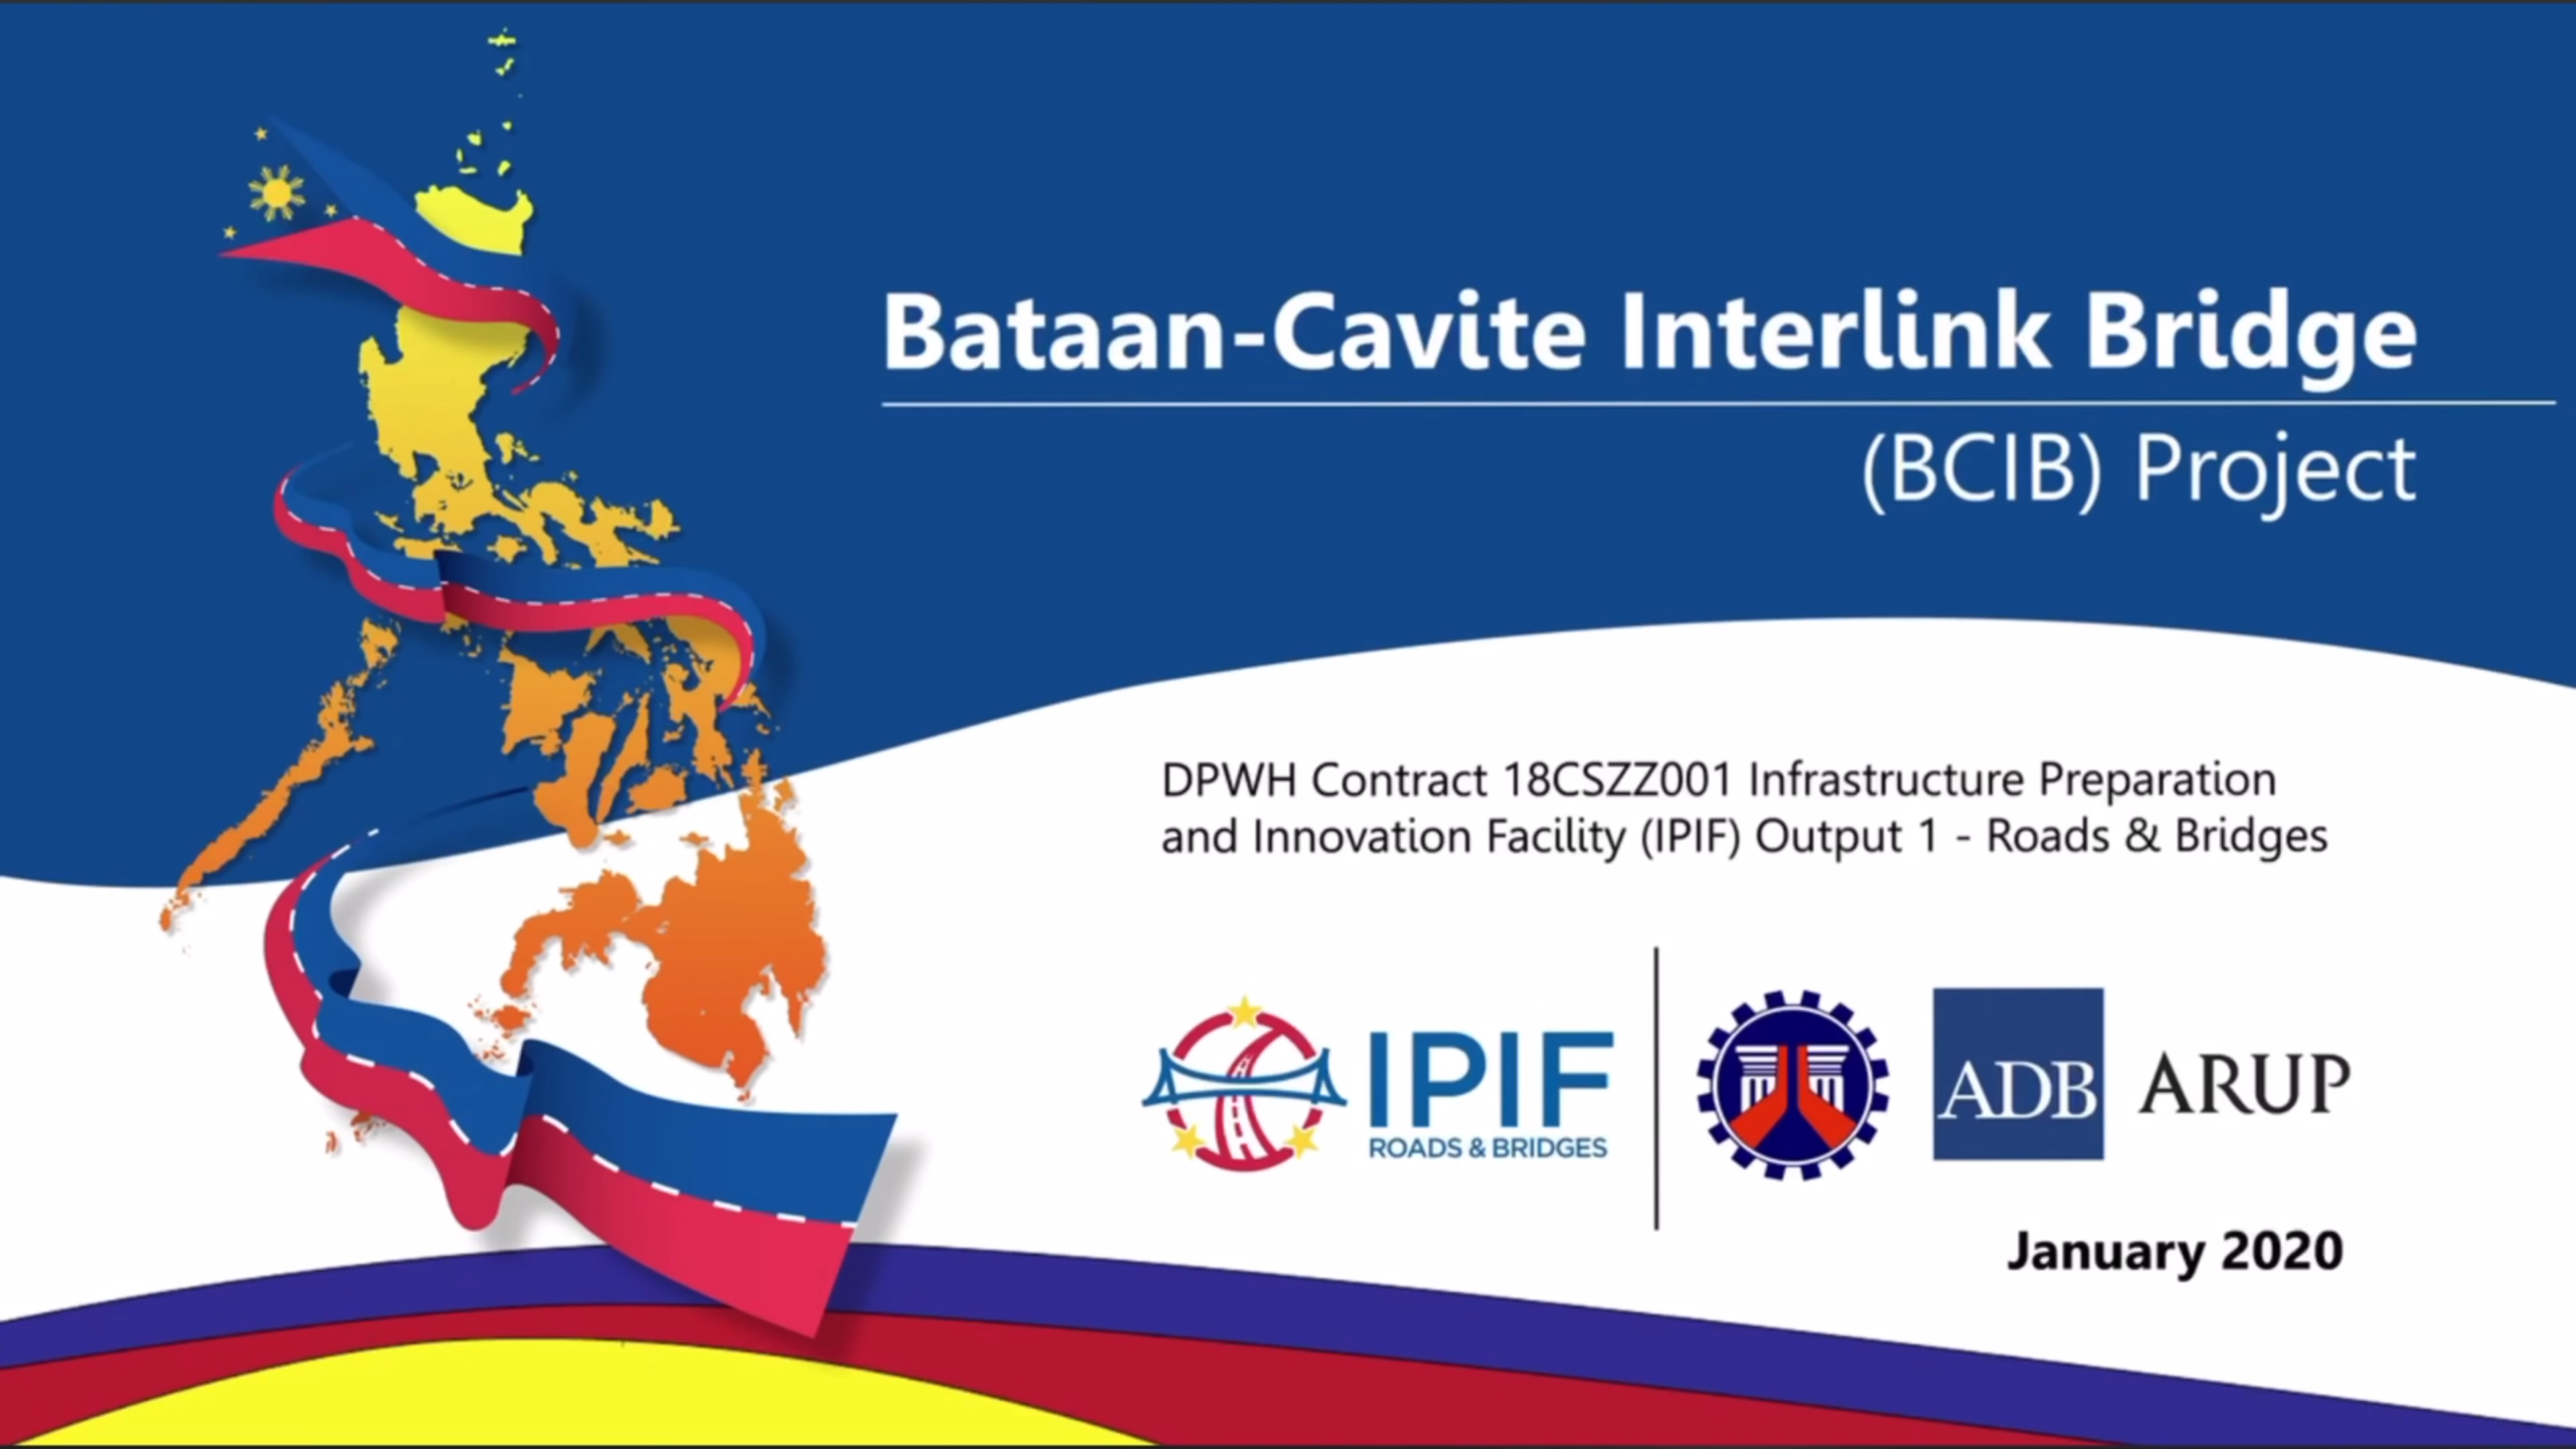 Bataan-Cavite Interlink Bridge
(BCIB) Project
DPWH Contract 18CSZZ001 Infrastructure Preparation
and Innovation Facility (IPIF) Output 1 - Roads & Bridges
IPIF
ROADS & BRIDGES
ADB
ARUP
January 2020